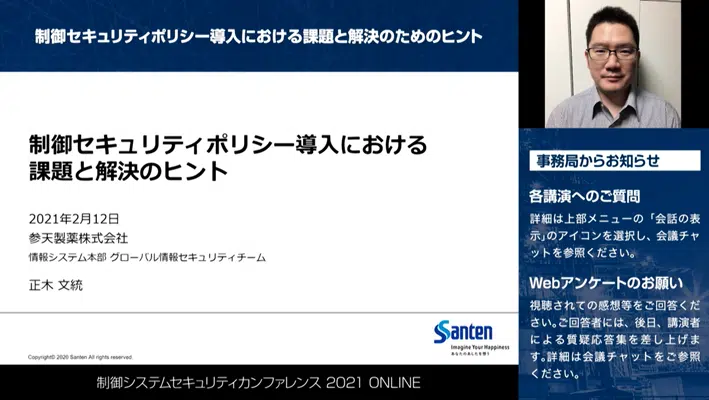 制御セキュリティポリシー導入における課題と解決のためのヒント
制御セキュリティポリシー導入における
課題と解決のヒント
2021年2月12日
参天製薬株式会社
情報システム本部 グローバル情報セキュリティチーム
正木 文統
Santen
Imagine Your Happiness
あなたのあしたを想う
Copyright© 2020 Santen All rights reserved.
制御システムセキュリティカンファレンス 2021 ONLINE
事務局からお知らせ
各講演へのご質問
詳細は上部メニューの「会話の表
示」のアイコンを選択し、会議チャッ
トを参照ください。
Webアンケートのお願い
視聴されての感想等をご回答くださ
い。ご回答者には、後日、講演者
による質疑応答集を差し上げま
す。詳細は会議チャットをご参照
ください。